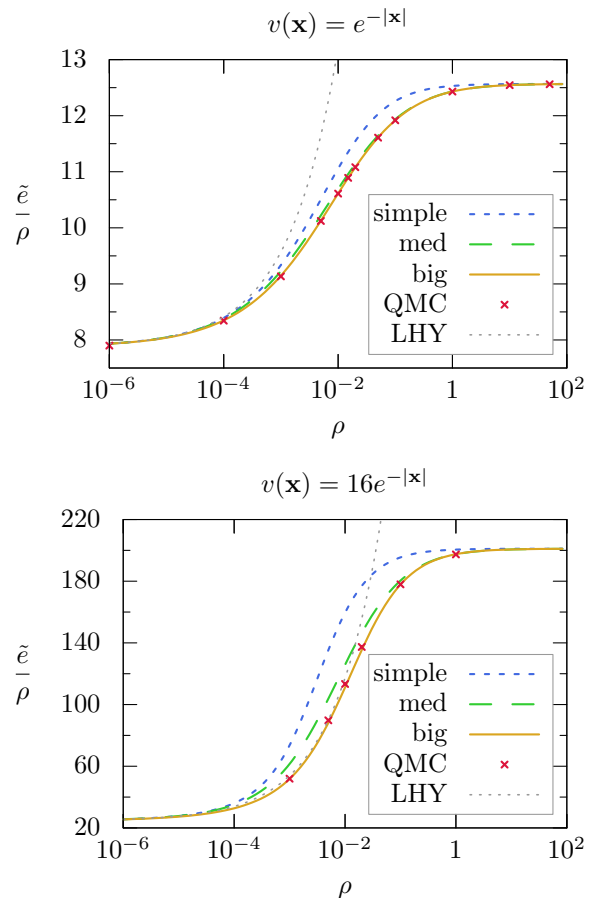 v(𝐱) = e^{−|𝐱|}
13
12
11
10
9
8
ẽ
ρ
simple
med
big
QMC
LHY
10^{−6} 10^{−4} 10^{−2} 1 10^{2}
ρ
v(𝐱) = 16e^{−|𝐱|}
220
180
140
100
60
20
ẽ
ρ
simple
med
big
QMC
LHY
10^{−6} 10^{−4} 10^{−2} 1 10^{2}
ρ